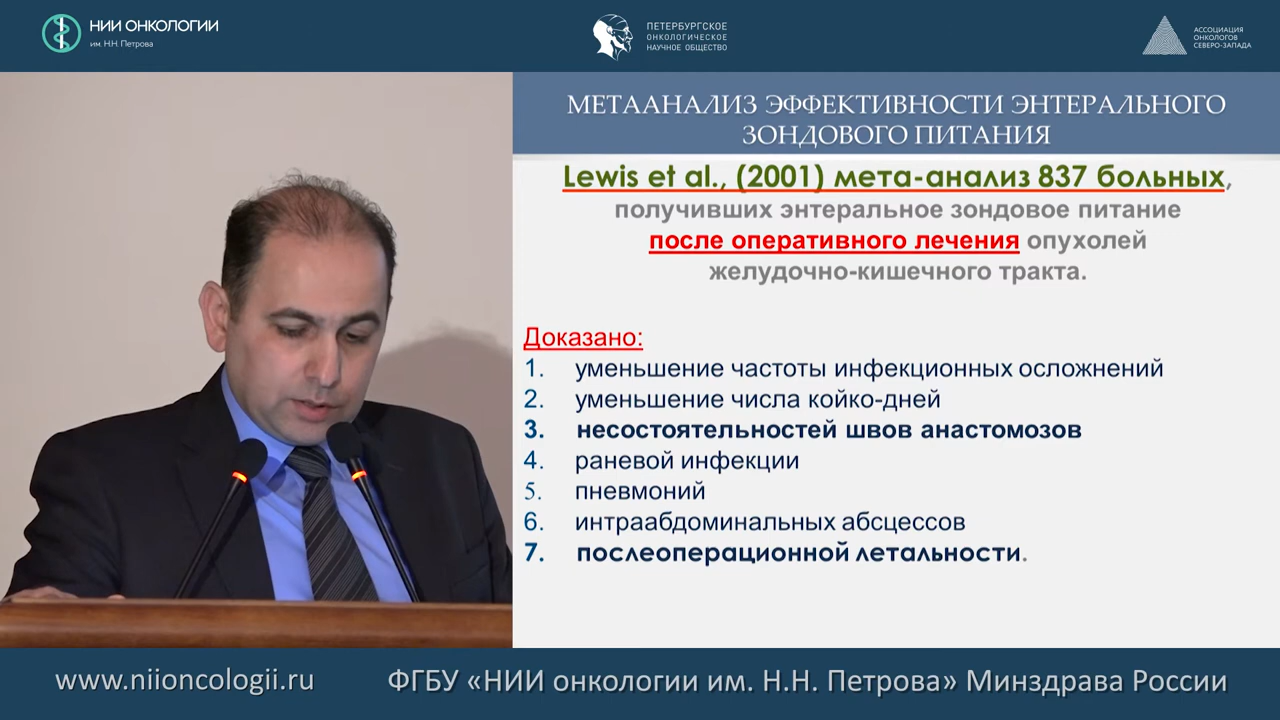 НИИ ОНКОЛОГИИ
им. Н.Н. Петрова
ПЕТЕРБУРГСКОЕ
ОНКОЛОГИЧЕСКОЕ
НАУЧНОЕ ОБЩЕСТВО
АССОЦИАЦИЯ
ОНКОЛОГОВ
СЕВЕРО-ЗАПАДА
МЕТААНАЛИЗ ЭФФЕКТИВНОСТИ ЭНТЕРАЛЬНОГО
ЗОНДОВОГО ПИТАНИЯ
Lewis et al., (2001) мета-анализ 837 больных,
получивших энтеральное зондовое питание
после оперативного лечения опухолей
желудочно-кишечного тракта.
Доказано:
1. уменьшение частоты инфекционных осложнений
2. уменьшение числа койко-дней
3. несостоятельностей швов анастомозов
4. раневой инфекции
5. пневмоний
6. интраабдоминальных абсцессов
7. послеоперационной летальности.
www.niioncologii.ru
ФГБУ «НИИ онкологии им. Н.Н. Петрова» Минздрава России